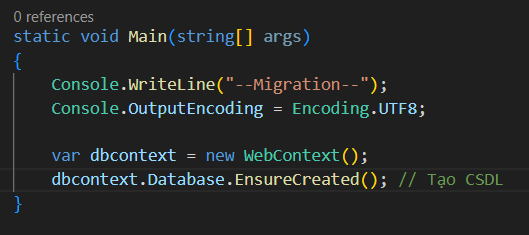 0 references
static void Main(string[] args)
{
Console.WriteLine("--Migration--");
Console.OutputEncoding = Encoding.UTF8;
var dbcontext = new WebContext();
dbcontext.Database.EnsureCreated(); // Tạo CSDL
}